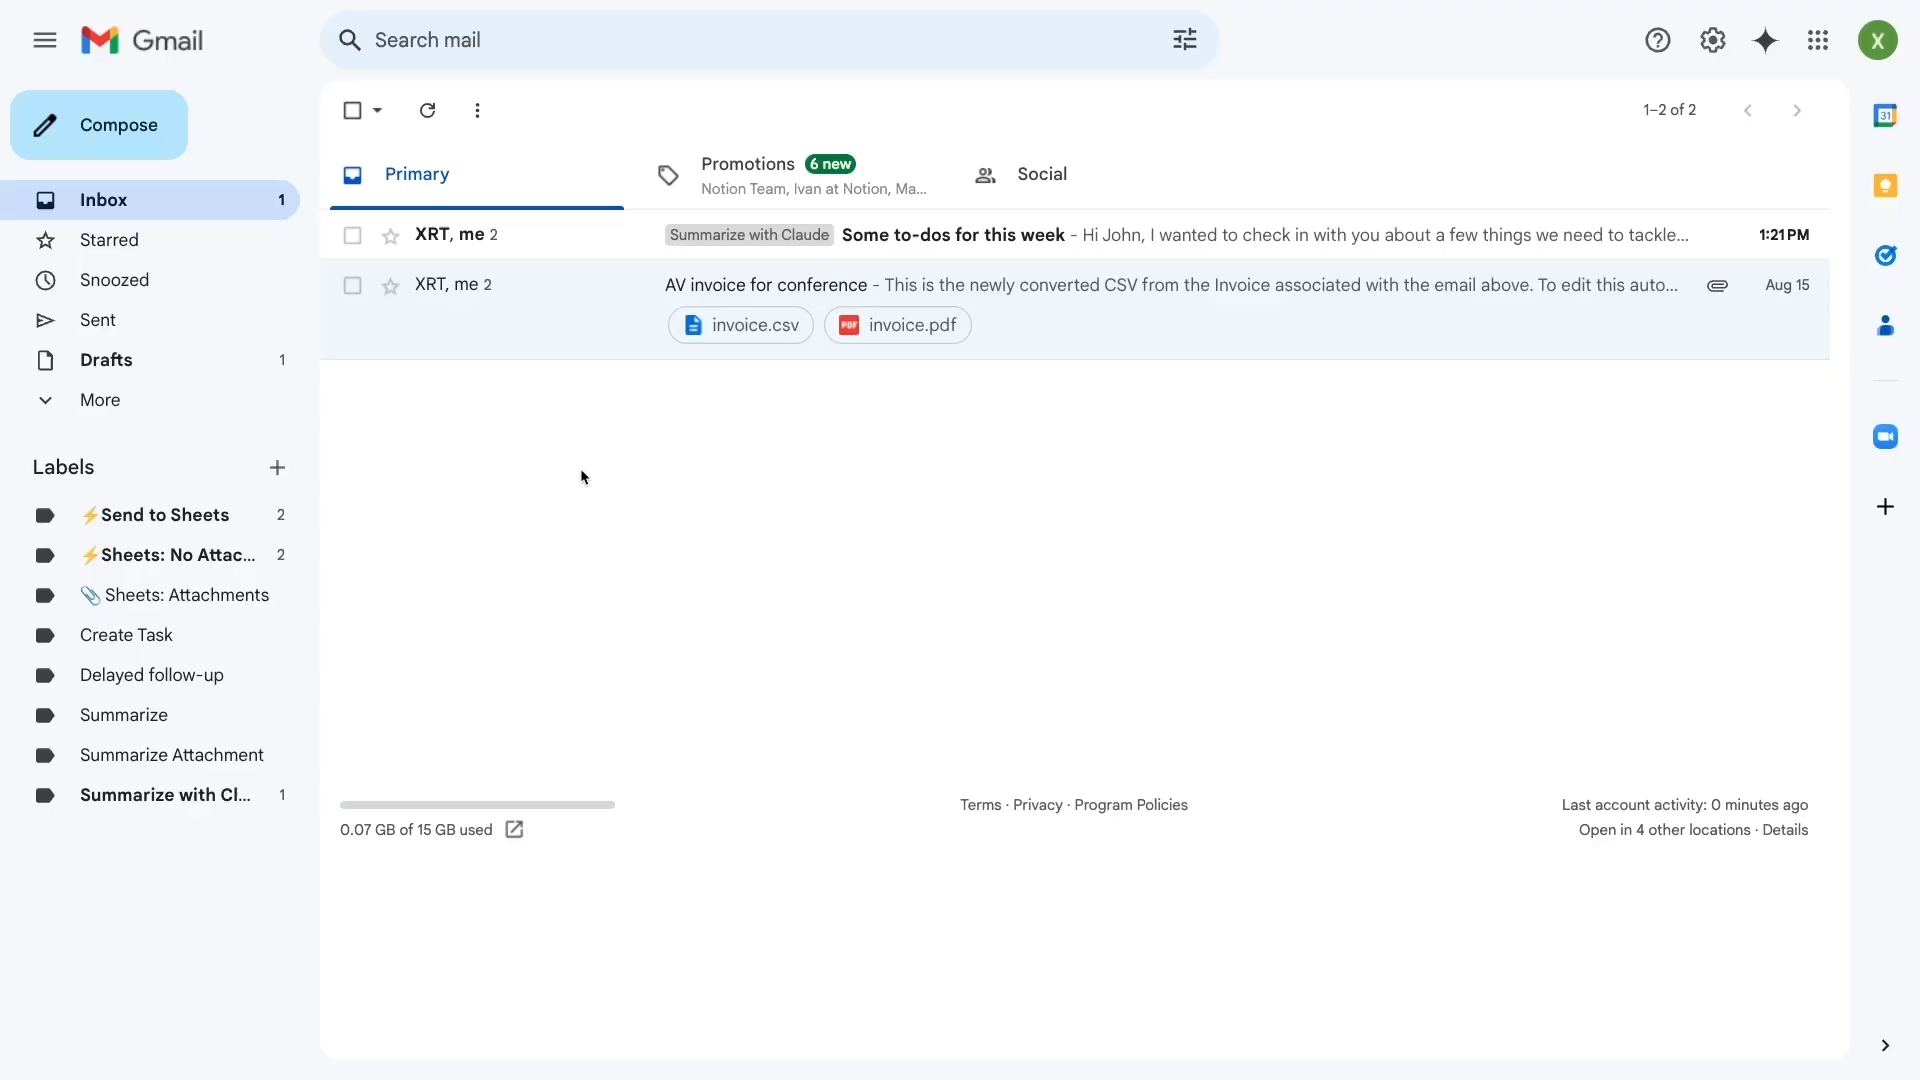 Gmail
Search mail
X
Compose
1–2 of 2
31
Primary
Promotions 6 new
Notion Team, Ivan at Notion, Ma...
Social
Inbox 1
XRT, me 2 Summarize with Claude Some to-dos for this week - Hi John, I wanted to check in with you about a few things we need to tackle... 1:21 PM
Starred
XRT, me 2 AV invoice for conference - This is the newly converted CSV from the Invoice associated with the email above. To edit this auto... Aug 15
Snoozed
invoice.csv PDF invoice.pdf
Sent
Drafts 1
More
Labels
⚡Send to Sheets 2
⚡Sheets: No Attac... 2
📎 Sheets: Attachments
Create Task
Delayed follow-up
Summarize
Summarize Attachment
Summarize with Cl... 1
0.07 GB of 15 GB used
Terms · Privacy · Program Policies
Last account activity: 0 minutes ago
Open in 4 other locations · Details